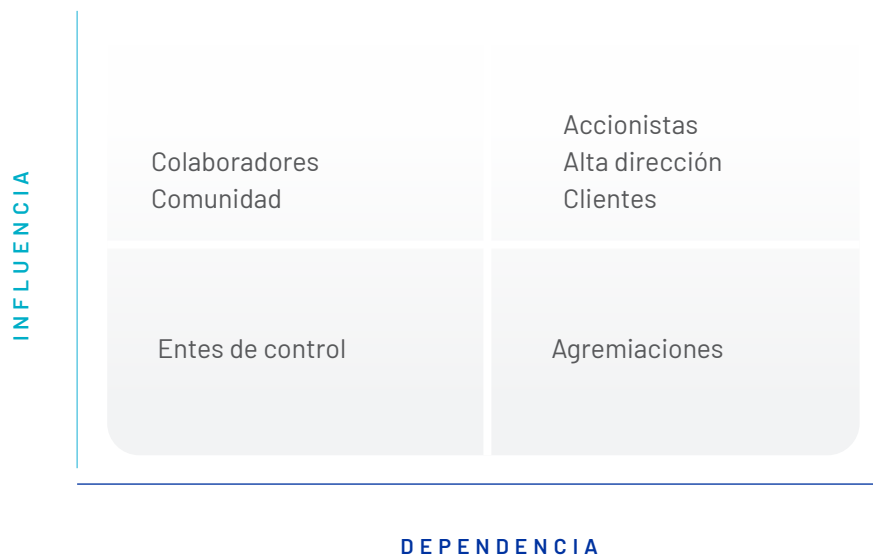 INFLUENCIA
Colaboradores
Comunidad
Accionistas
Alta dirección
Clientes
Entes de control
Agremiaciones
DEPENDENCIA